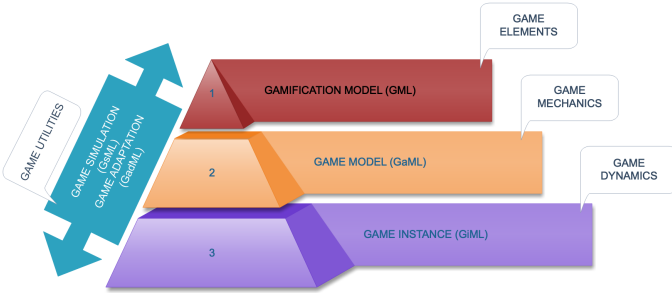 GAME
ELEMENTS
1
GAMIFICATION MODEL (GML)
GAME
MECHANICS
2
GAME MODEL (GaML)
GAME
DYNAMICS
3
GAME INSTANCE (GiML)
GAME UTILITIES
GAME SIMULATION
(GsML)
GAME ADAPTATION
(GadML)